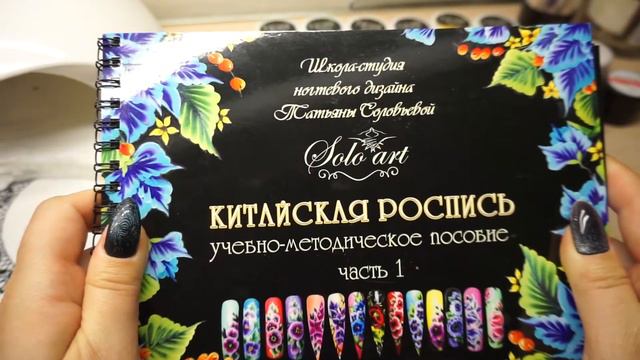 Школа-студия
ногтевого дизайна
Татьяны Соловьевой
Solo art
КИТАЙСКАЯ РОСПИСЬ
учебно-методическое пособие
часть 1